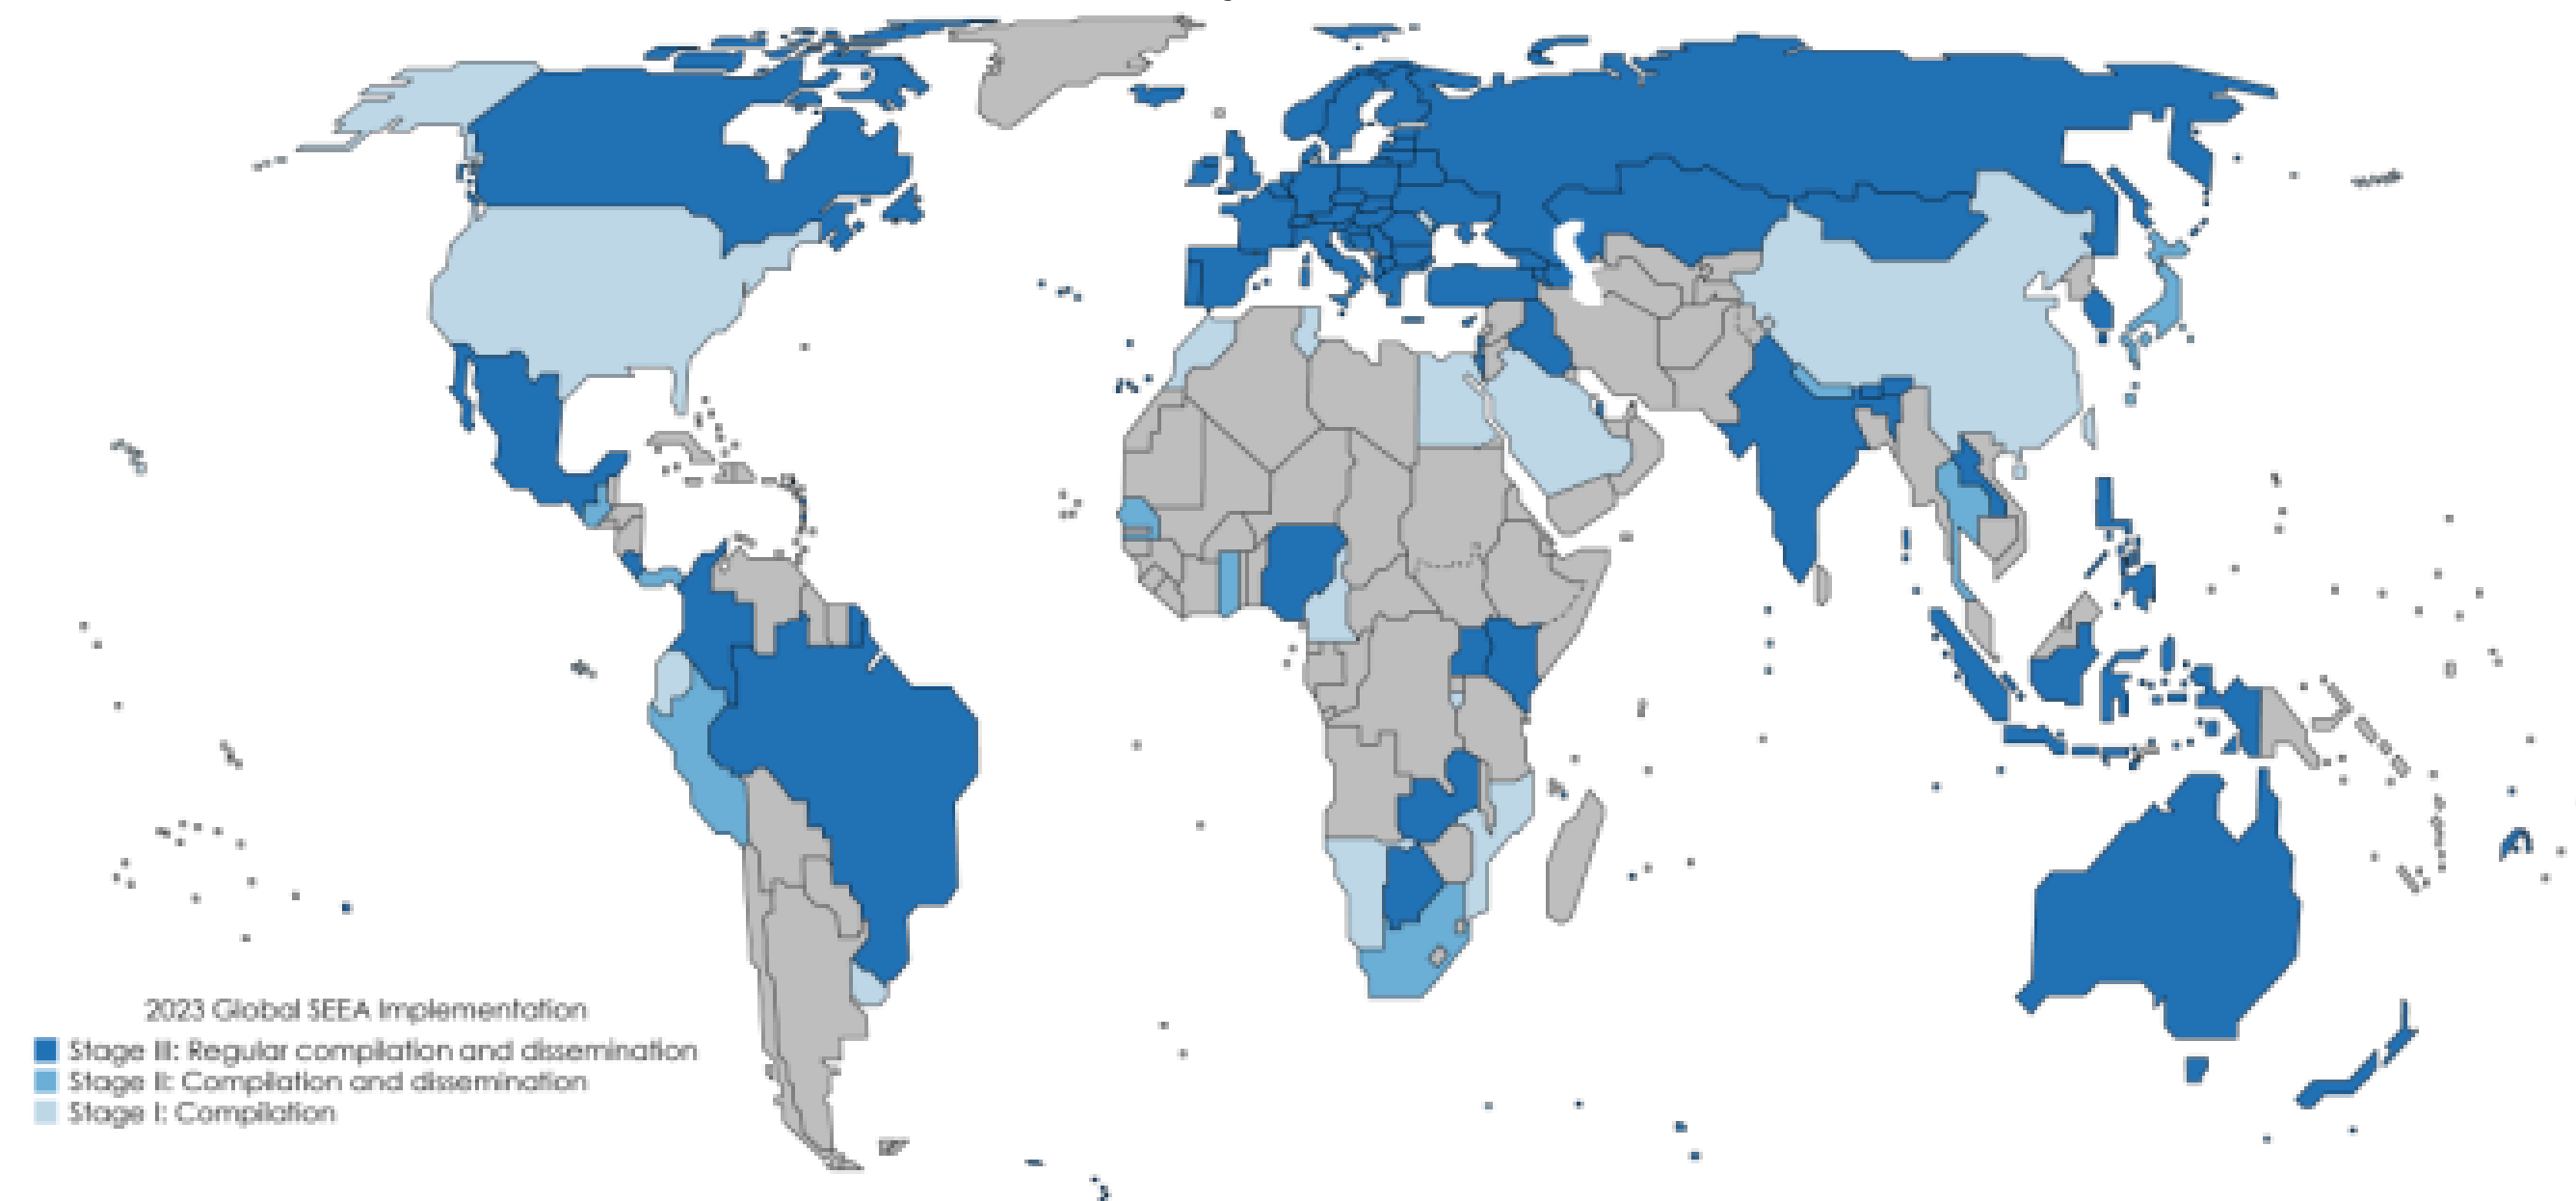 2023 Global SEEA Implementation
Stage III: Regular compilation and dissemination
Stage II: Compilation and dissemination
Stage I: Compilation